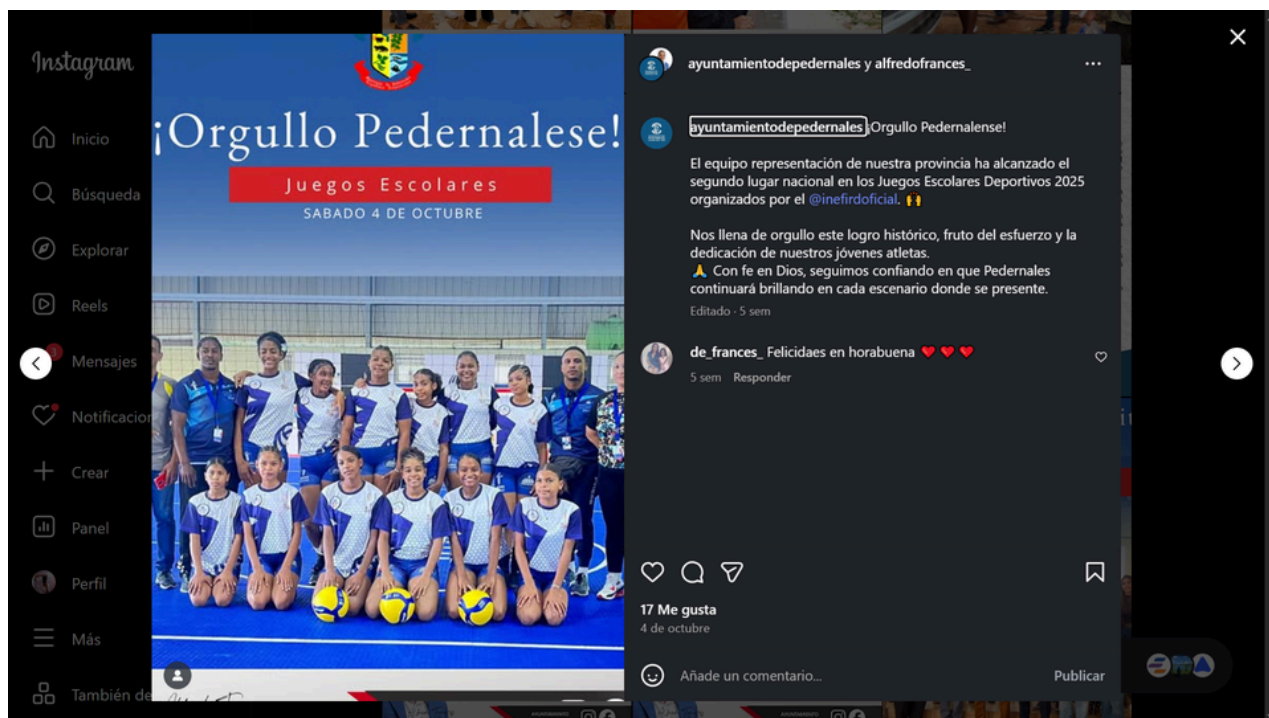 Instagram
Inicio
Búsqueda
Explorar
Reels
3
Mensajes
Notificacion
Crear
Panel
Perfil
Más
También de
¡Orgullo Pedernalese!
Juegos Escolares
SABADO 4 DE OCTUBRE
ayuntamientodepedernales y alfredofrances_
ayuntamientodepedernales ¡Orgullo Pedernalense!
El equipo representación de nuestra provincia ha alcanzado el
segundo lugar nacional en los Juegos Escolares Deportivos 2025
organizados por el @inefirdoficial. 🙌
Nos llena de orgullo este logro histórico, fruto del esfuerzo y la
dedicación de nuestros jóvenes atletas.
🙏 Con fe en Dios, seguimos confiando en que Pedernales
continuará brillando en cada escenario donde se presente.
Editado · 5 sem
de_frances_ Felicidaes en horabuena ❤️ ❤️ ❤️
5 sem Responder
17 Me gusta
4 de octubre
Añade un comentario...
Publicar